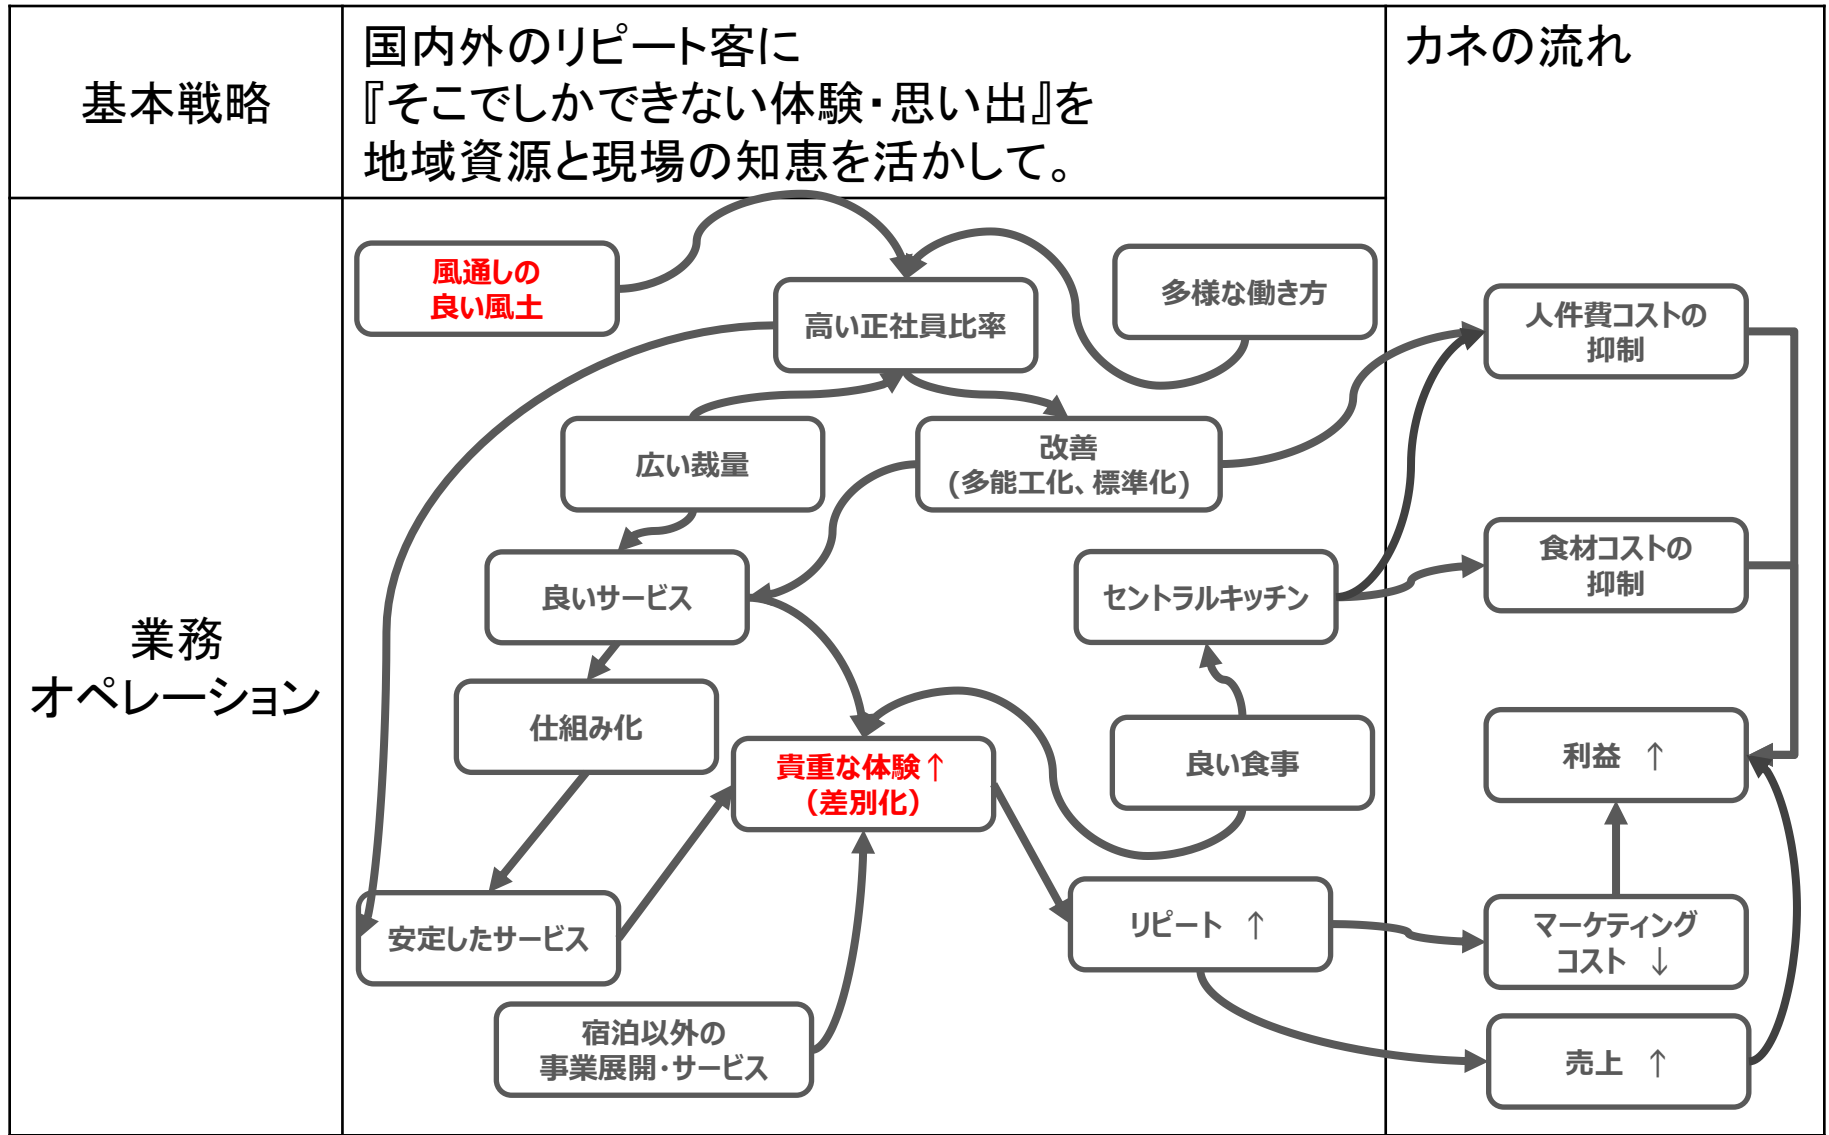 基本戦略
国内外のリピート客に
『そこでしかできない体験・思い出』を
地域資源と現場の知恵を活かして。
カネの流れ
業務
オペレーション
風通しの
良い風土
高い正社員比率
多様な働き方
広い裁量
改善
(多能工化、標準化)
良いサービス
セントラルキッチン
仕組み化
貴重な体験↑
（差別化）
良い食事
安定したサービス
リピート ↑
宿泊以外の
事業展開・サービス
人件費コストの
抑制
食材コストの
抑制
利益 ↑
マーケティング
コスト ↓
売上 ↑